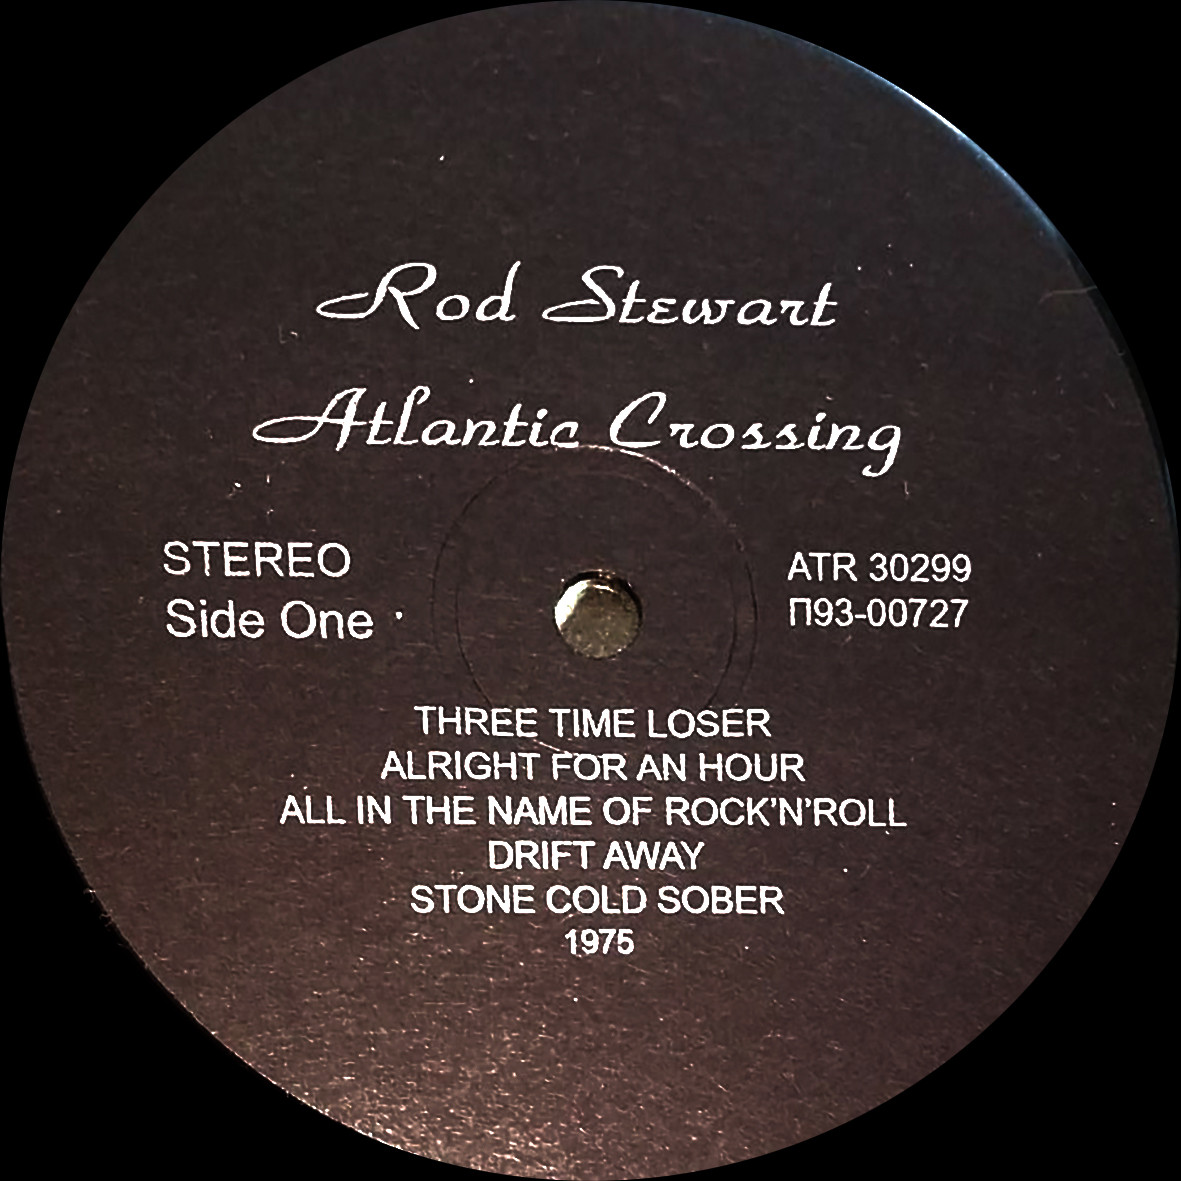 Rod Stewart
Atlantic Crossing
STEREO
Side One
ATR 30299
П93-00727
THREE TIME LOSER
ALRIGHT FOR AN HOUR
ALL IN THE NAME OF ROCK'N'ROLL
DRIFT AWAY
STONE COLD SOBER
1975